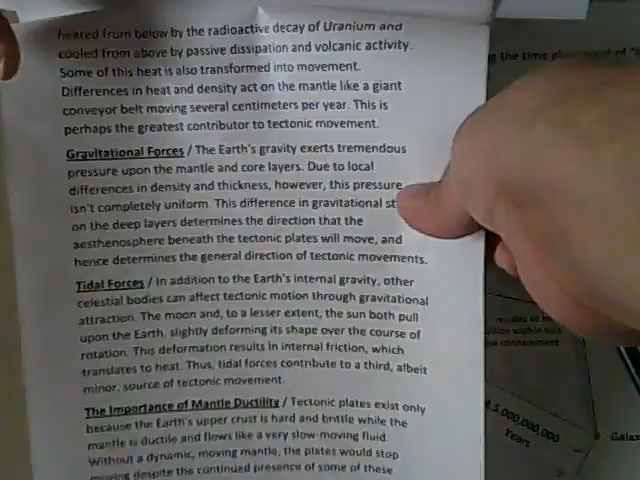 heated from below by the radioactive decay of Uranium and
cooled from above by passive dissipation and volcanic activity.
Some of this heat is also transformed into movement.
Differences in heat and density act on the mantle like a giant
conveyor belt moving several centimeters per year. This is
perhaps the greatest contributor to tectonic movement.
Gravitational Forces / The Earth's gravity exerts tremendous
pressure upon the mantle and core layers. Due to local
differences in density and thickness, however, this pressure
isn't completely uniform. This difference in gravitational
on the deep layers determines the direction that the
aesthenosphere beneath the tectonic plates will move, and
hence determines the general direction of tectonic movements.
Tidal Forces / In addition to the Earth's internal gravity, other
celestial bodies can affect tectonic motion through gravitational
attraction. The moon and, to a lesser extent, the sun both pull
upon the Earth, slightly deforming its shape over the course of
rotation. This deformation results in internal friction, which
translates to heat. Thus, tidal forces contribute to a third, albeit
minor, source of tectonic movement.
The Importance of Mantle Ductility / Tectonic plates exist only
because the Earth's upper crust is hard and brittle while the
mantle is ductile and flows like a very slow-moving fluid.
Without a dynamic, moving mantle, the plates would stop
moving despite the continued presence of some of these
the time
4.5,000,000,000
Years